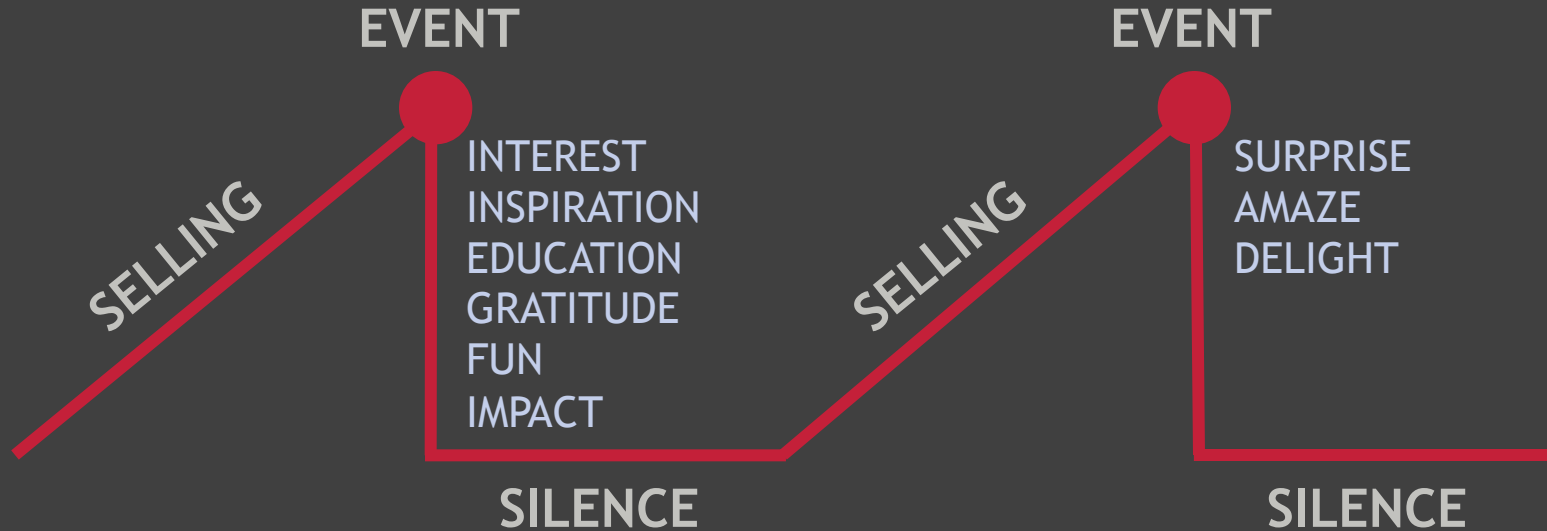 EVENT
EVENT
SELLING
INTEREST
INSPIRATION
EDUCATION
GRATITUDE
FUN
IMPACT
SILENCE
SELLING
SURPRISE
AMAZE
DELIGHT
SILENCE